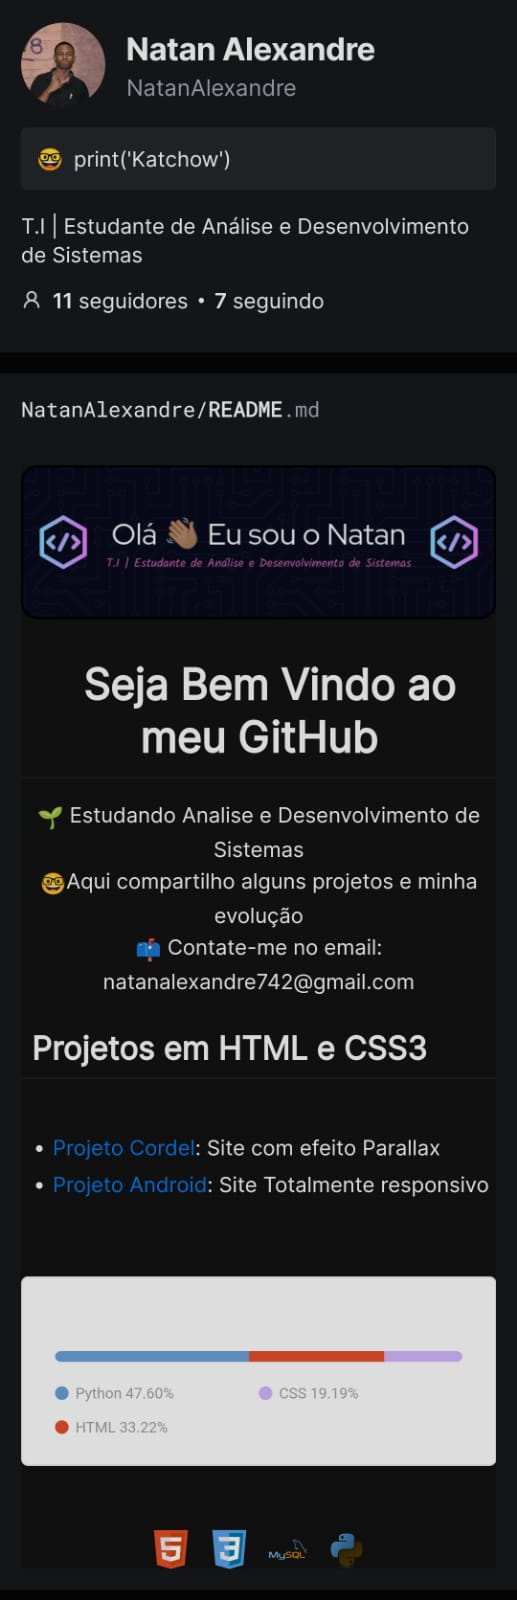 Natan Alexandre
NatanAlexandre
🤓 print('Katchow')
T.I | Estudante de Análise e Desenvolvimento
de Sistemas
11 seguidores • 7 seguindo
NatanAlexandre/README.md
Olá 👋🏽 Eu sou o Natan
T.I | Estudante de Análise e Desenvolvimento de Sistemas
Seja Bem Vindo ao
meu GitHub
🌱 Estudando Analise e Desenvolvimento de
Sistemas
🤓Aqui compartilho alguns projetos e minha
evolução
📫 Contate-me no email:
natanalexandre742@gmail.com
Projetos em HTML e CSS3
• Projeto Cordel: Site com efeito Parallax
• Projeto Android: Site Totalmente responsivo
Python 47.60%
CSS 19.19%
HTML 33.22%
5 3 MySQL